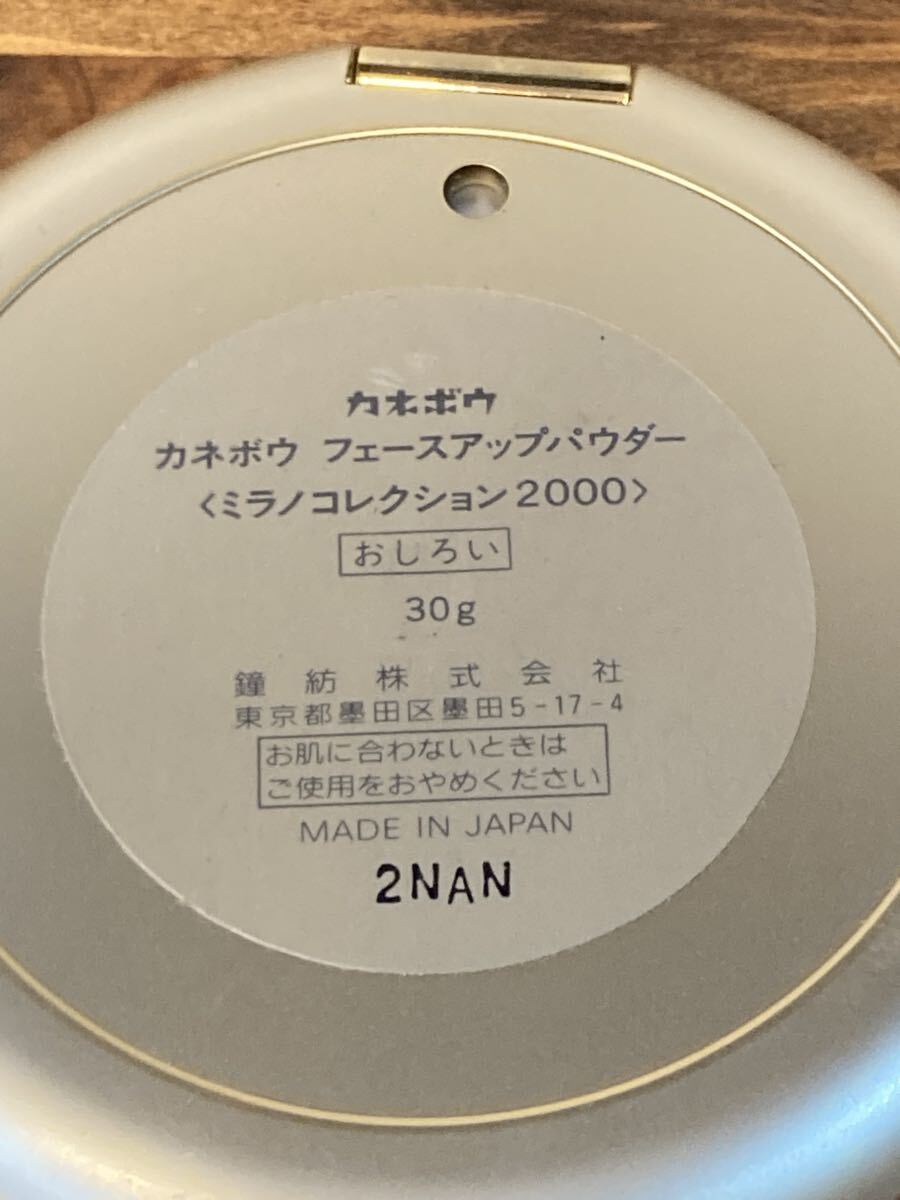 カネボウ
カネボウ フェースアップパウダー
〈ミラノコレクション2000〉
おしろい
30g
鐘紡株式会社
東京都墨田区墨田5-17-4
お肌に合わないときは
ご使用をおやめください
MADE IN JAPAN
2NAN